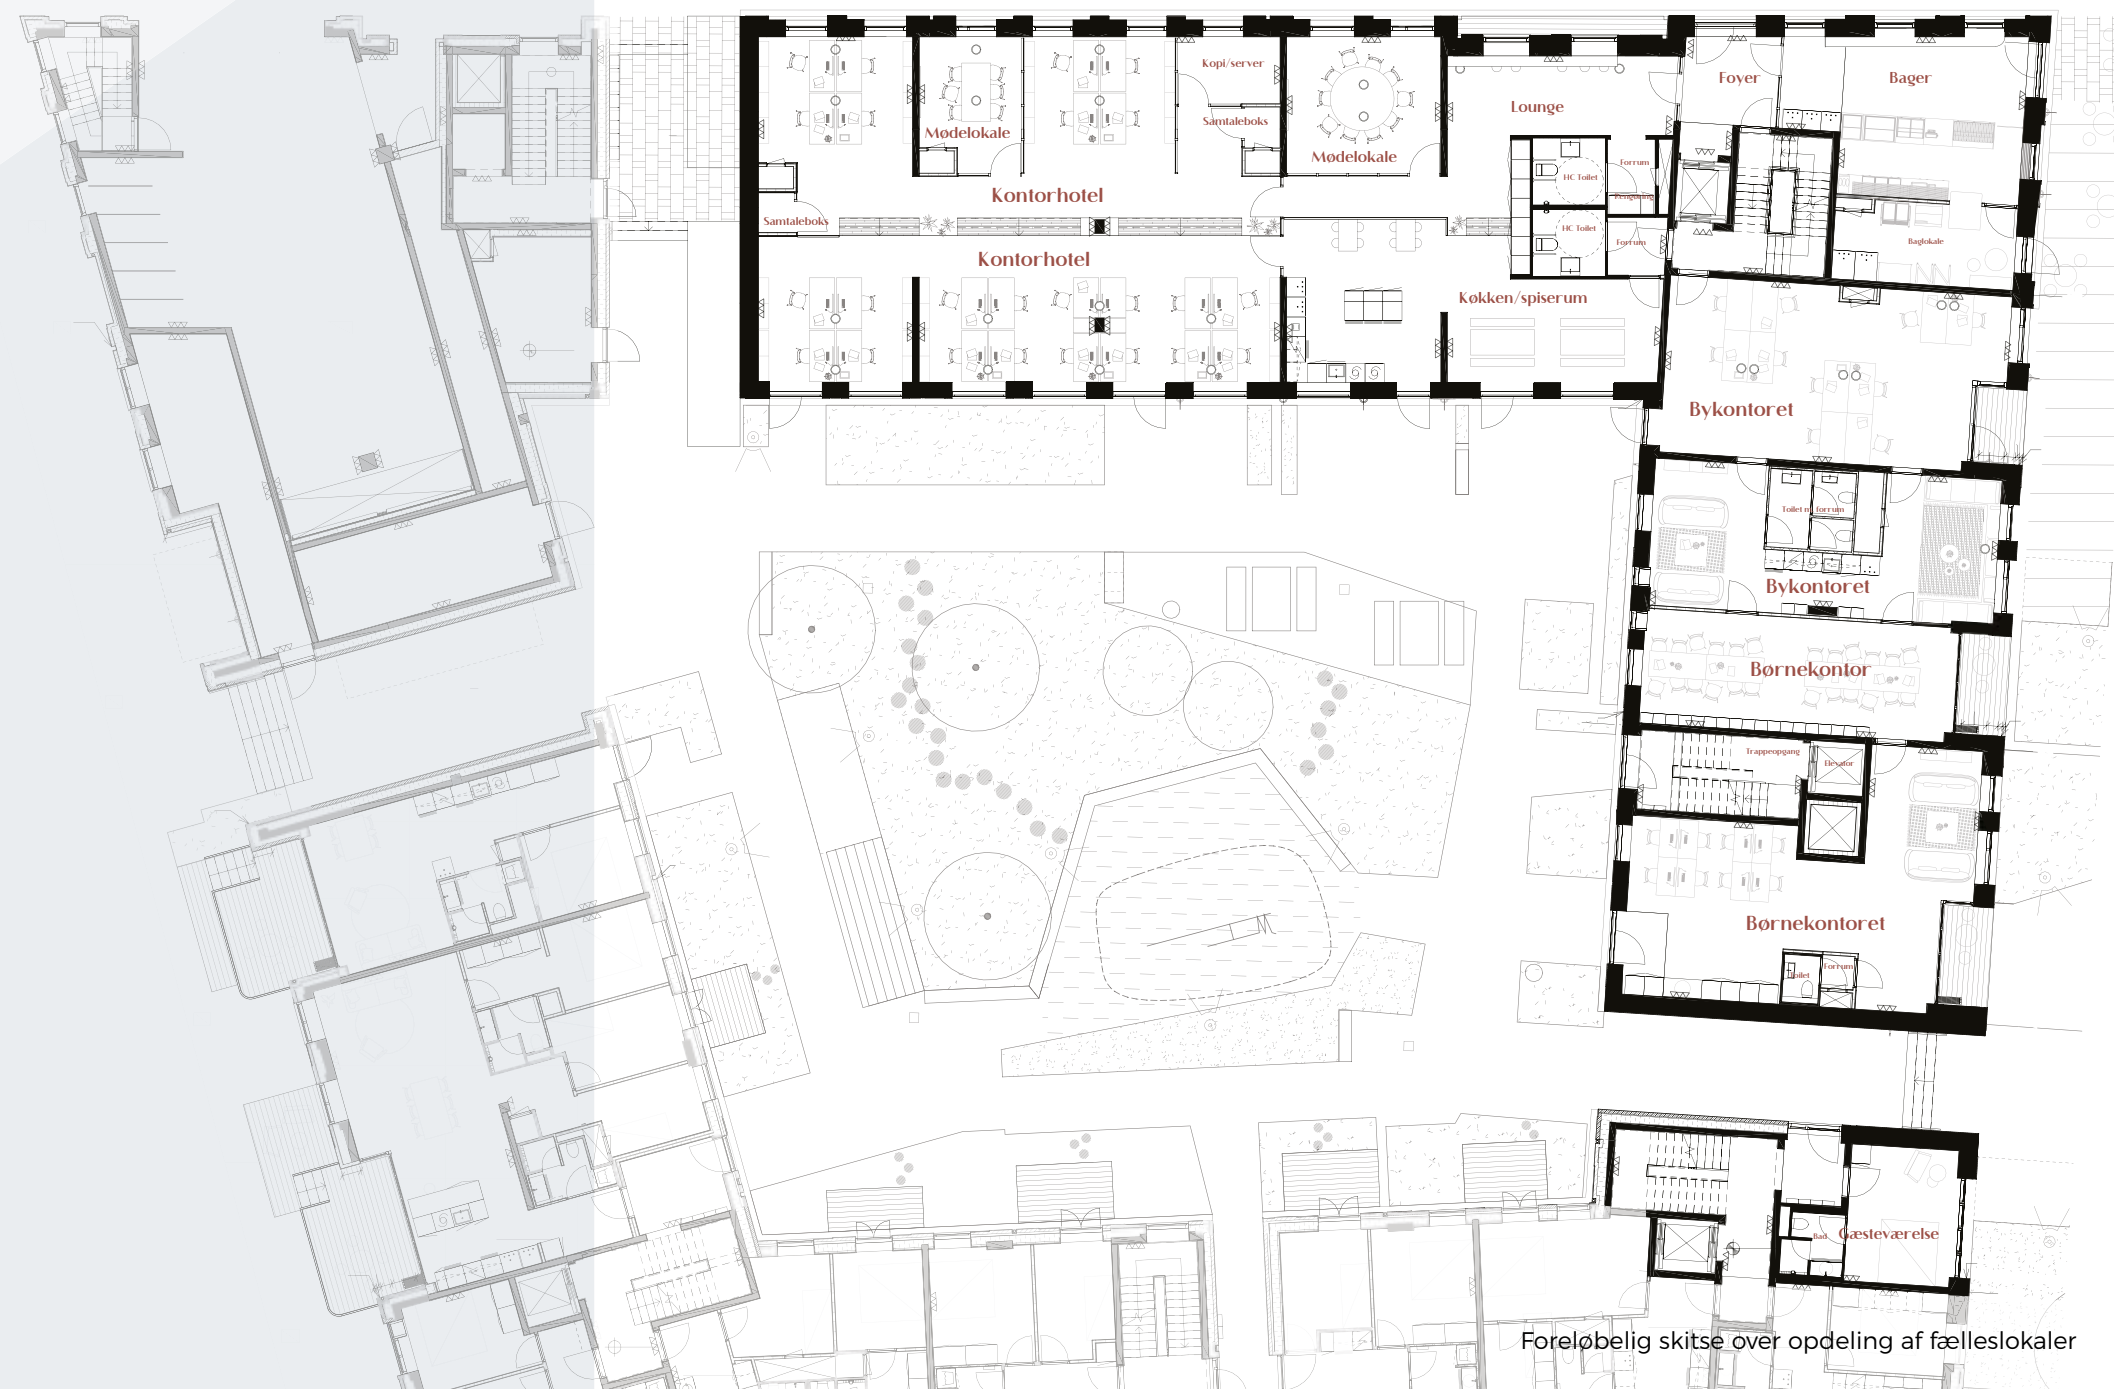 Kopi/server
Foyer
Bager
Lounge
Samtaleboks
Mødelokale
Mødelokale
Forrum
HC Toilet
Rengøring
Kontorhotel
Samtaleboks
HC Toilet
Forrum
Baglokale
Kontorhotel
Køkken/spiserum
Bykontoret
Toilet m. forrum
Bykontoret
Børnekontor
Trappeopgang
Elevator
Børnekontoret
Forrum
Toilet
Bad
Gæsteværelse
Foreløbelig skitse over opdeling af fælleslokaler